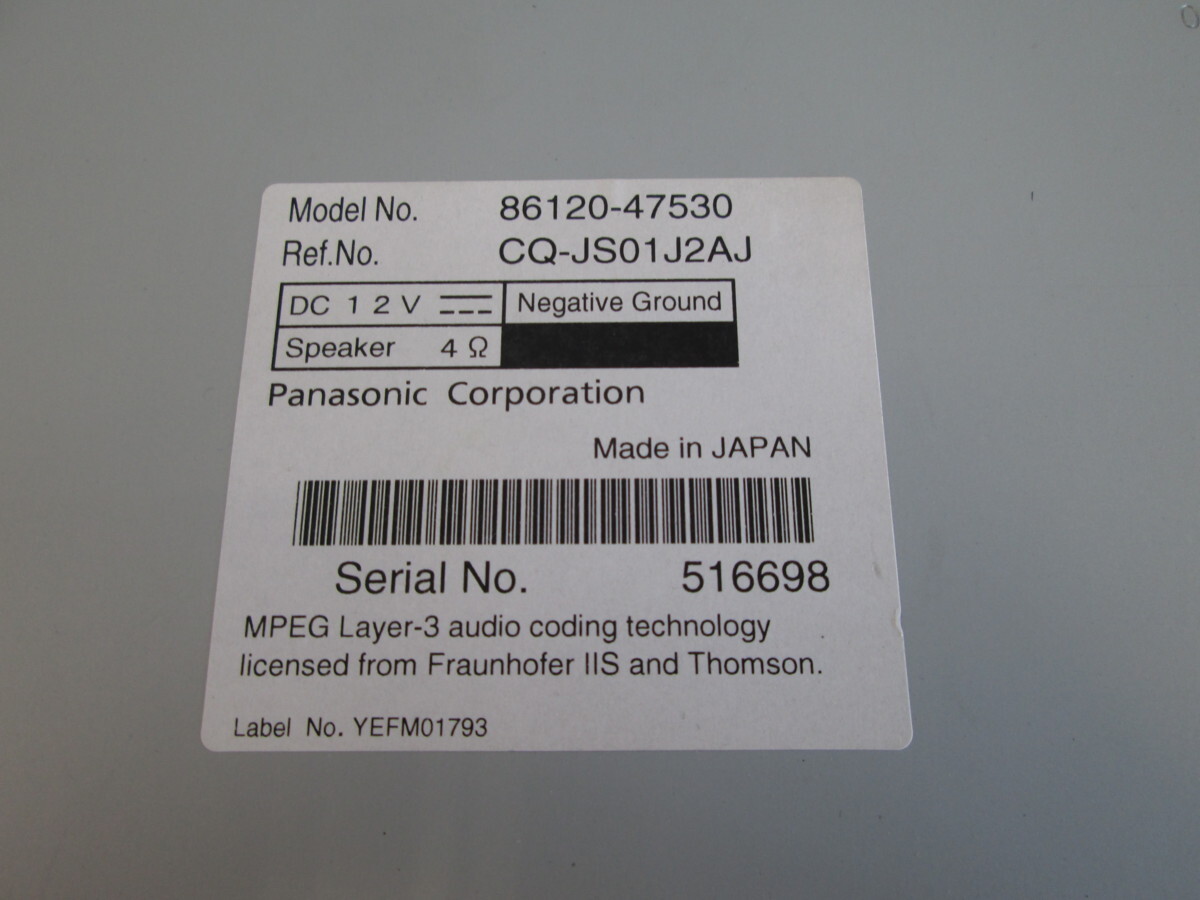 Model No. 86120-47530
Ref.No. CQ-JS01J2AJ
DC 12V Negative Ground
Speaker 4Ω
Panasonic Corporation
Made in JAPAN
Serial No. 516698
MPEG Layer-3 audio coding technology
licensed from Fraunhofer IIS and Thomson.
Label No. YEFM01793